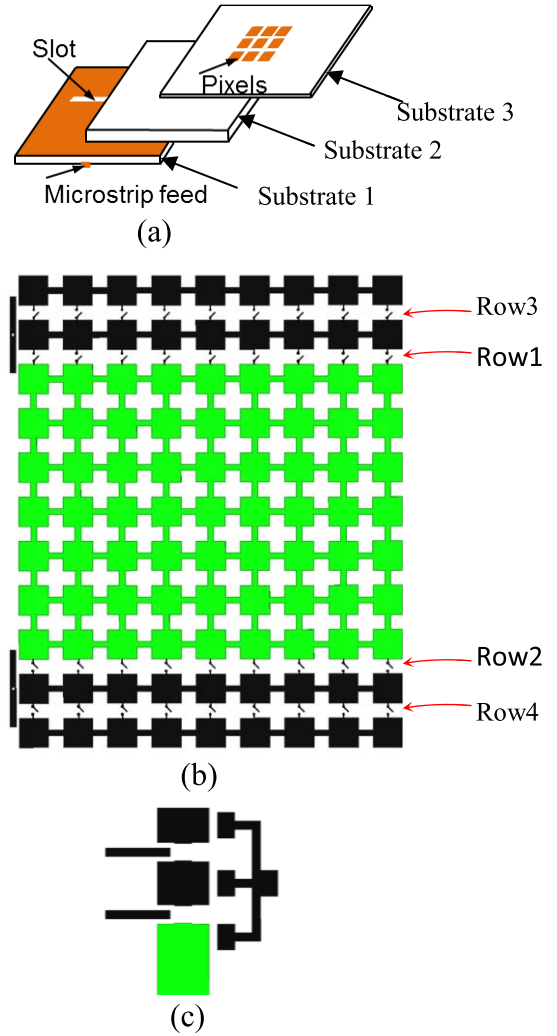 Slot
Pixels
Substrate 3
Substrate 2
Microstrip feed
Substrate 1
(a)
Row3
Row1
Row2
Row4
(b)
(c)